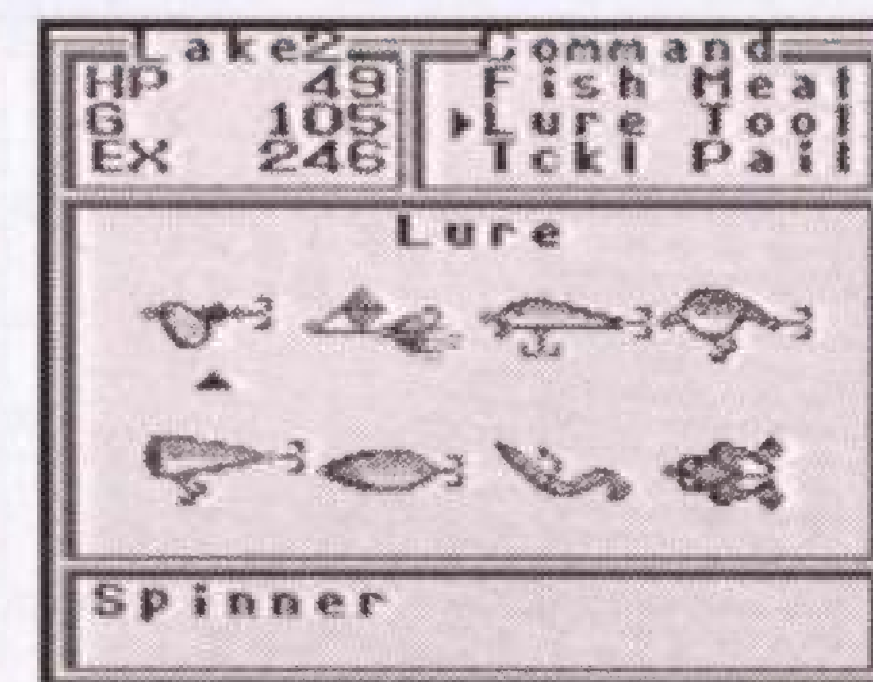 Lake2 Command
HP 49 Fish Meal
G 105 Lure Tool
EX 246 Tckl Pail
Lure
Spinner